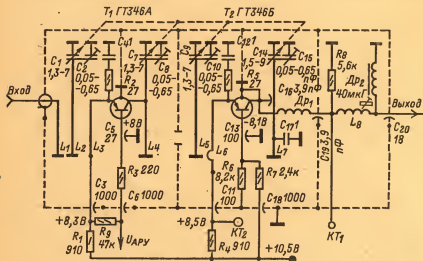 T1 ГТ346А
T2 ГТ346Б
C1 1,3-7
C2 0,05-0,65
C4 1
R2 27
C7 1,3-7
C8 0,05-0,65
C9 1,3-7
C10 0,05-0,65
C12 1
R5 27
C14 1,5-9
C15 0,05-0,65
C16 3,9пФ
Др1
R8 5,6к
Др2 40мкГ
Вход
Выход
L1
L2
L3
C5 27
+8В
L4
L5
L6
C13 100
-8,1В
L7
C17 1
L8
C20 18
C19 3,9 пФ
R3 220
R6 8,2к
R7 2,4к
C3 1000
C6 1000
C11 100
C18 1000
+8,3В
R9 47к
R1 910
UАРУ
+8,5В
КТ2
R4 910
+10,5В
КТ1